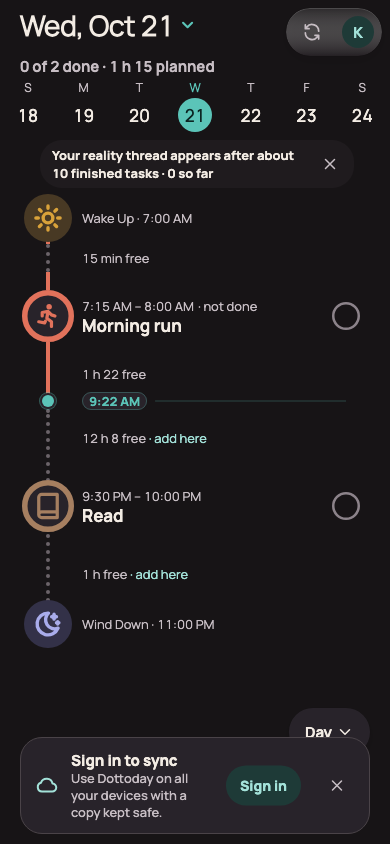 Wed, Oct 21
K
0 of 2 done · 1 h 15 planned
S M T W T F S
18 19 20 21 22 23 24
Your reality thread appears after about
10 finished tasks · 0 so far
Wake Up · 7:00 AM
15 min free
7:15 AM – 8:00 AM · not done
Morning run
1 h 22 free
9:22 AM
12 h 8 free · add here
9:30 PM – 10:00 PM
Read
1 h free · add here
Wind Down · 11:00 PM
Day
Sign in to sync
Use Dottoday on all
your devices with a
copy kept safe.
Sign in